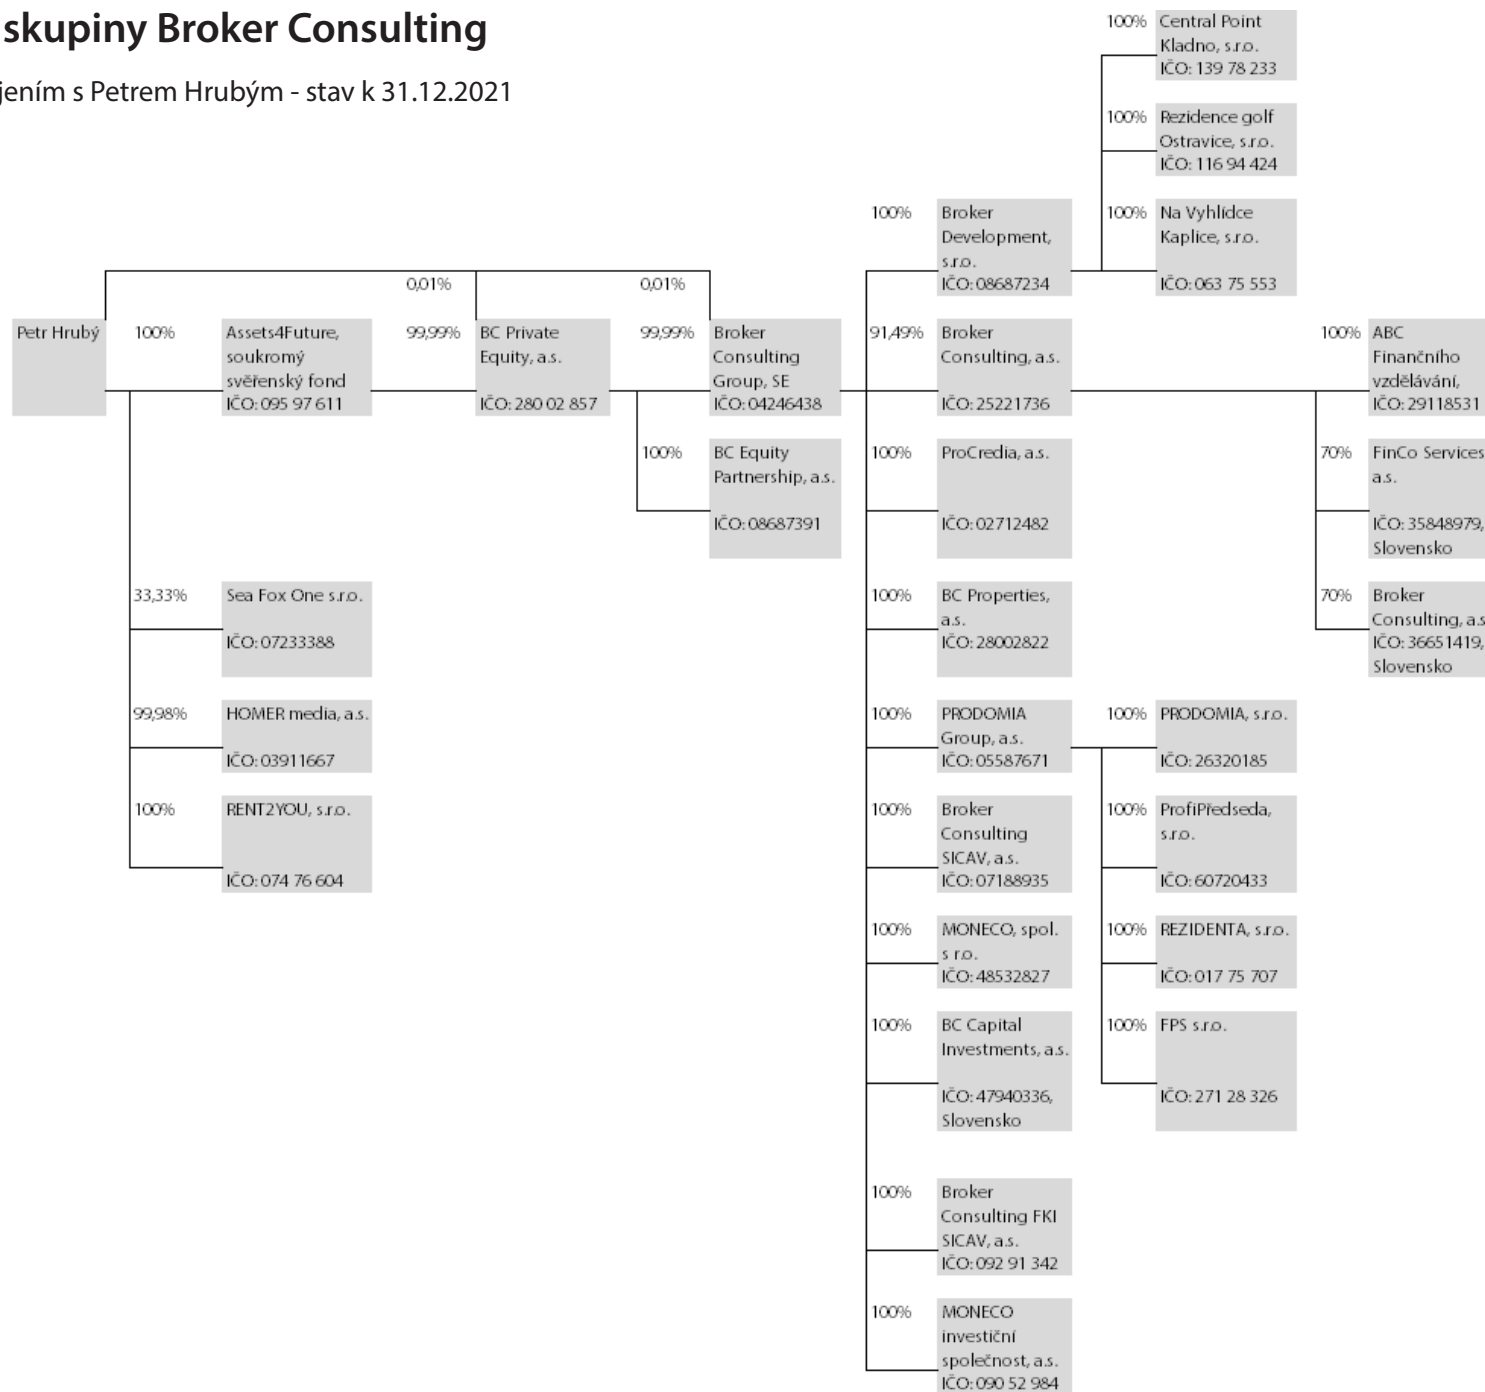 skupiny Broker Consulting
jením s Petrem Hrubým - stav k 31.12.2021
100% Central Point
Kladno, s.r.o.
IČO: 139 78 233
100% Rezidence golf
Ostravice, s.r.o.
IČO: 116 94 424
100% Broker
Development,
s.r.o.
IČO: 08687234
100% Na Vyhlídce
Kaplice, s.r.o.
IČO: 063 75 553
0,01%
0,01%
Petr Hrubý
100% Assets4Future,
soukromý
svěřenský fond
IČO: 095 97 611
99,99% BC Private
Equity, a.s.
IČO: 280 02 857
99,99% Broker
Consulting
Group, SE
IČO: 04246438
91,49% Broker
Consulting, a.s.
IČO: 25221736
100% ABC
Finančního
vzdělávání,
IČO: 29118531
100% BC Equity
Partnership, a.s.
IČO: 08687391
100% ProCredia, a.s.
IČO: 02712482
70% FinCo Services
a.s.
IČO: 35848979,
Slovensko
33,33% Sea Fox One s.r.o.
IČO: 07233388
100% BC Properties,
a.s.
IČO: 28002822
70% Broker
Consulting, a.s
IČO: 36651419,
Slovensko
99,98% HOMER media, a.s.
IČO: 03911667
100% PRODOMIA
Group, a.s.
IČO: 05587671
100% PRODOMIA, s.r.o.
IČO: 26320185
100% RENT2YOU, s.r.o.
IČO: 074 76 604
100% Broker
Consulting
SICAV, a.s.
IČO: 07188935
100% ProfiPředseda,
s.r.o.
IČO: 60720433
100% MONECO, spol.
s r.o.
IČO: 48532827
100% REZIDENTA, s.r.o.
IČO: 017 75 707
100% BC Capital
Investments, a.s.
IČO: 47940336,
Slovensko
100% FPS s.r.o.
IČO: 271 28 326
100% Broker
Consulting FKI
SICAV, a.s.
IČO: 092 91 342
100% MONECO
investiční
společnost, a.s.
IČO: 090 52 984